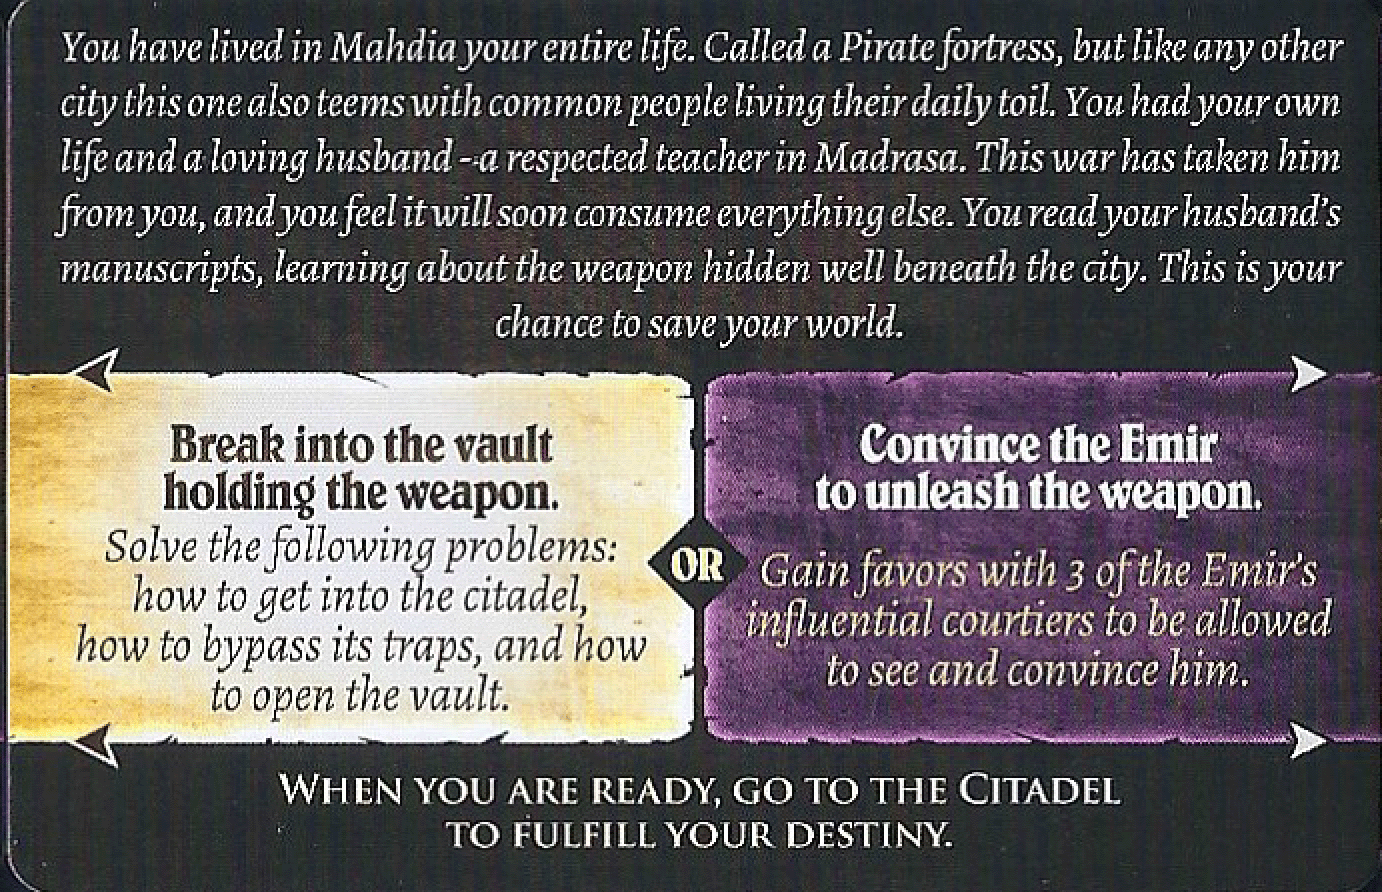 You have lived in Mahdia your entire life. Called a Pirate fortress, but like any other
city this one also teems with common people living their daily toil. You had your own
life and a loving husband --a respected teacher in Madrasa. This war has taken him
from you, and you feel it will soon consume everything else. You read your husband's
manuscripts, learning about the weapon hidden well beneath the city. This is your
chance to save your world.
Break into the vault
holding the weapon.
Solve the following problems:
how to get into the citadel,
how to bypass its traps, and how
to open the vault.
OR
Convince the Emir
to unleash the weapon.
Gain favors with 3 of the Emir's
influential courtiers to be allowed
to see and convince him.
WHEN YOU ARE READY, GO TO THE CITADEL
TO FULFILL YOUR DESTINY.